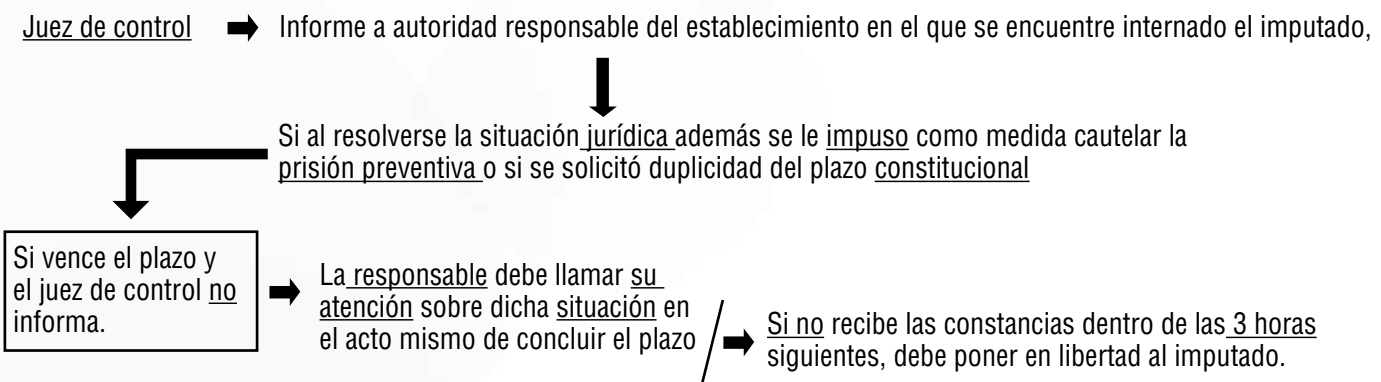 Juez de control Informe a autoridad responsable del establecimiento en el que se encuentre internado el imputado,
Si al resolverse la situación jurídica además se le impuso como medida cautelar la
prisión preventiva o si se solicitó duplicidad del plazo constitucional
Si vence el plazo y
el juez de control no
informa.
La responsable debe llamar su
atención sobre dicha situación en
el acto mismo de concluir el plazo
Si no recibe las constancias dentro de las 3 horas
siguientes, debe poner en libertad al imputado.